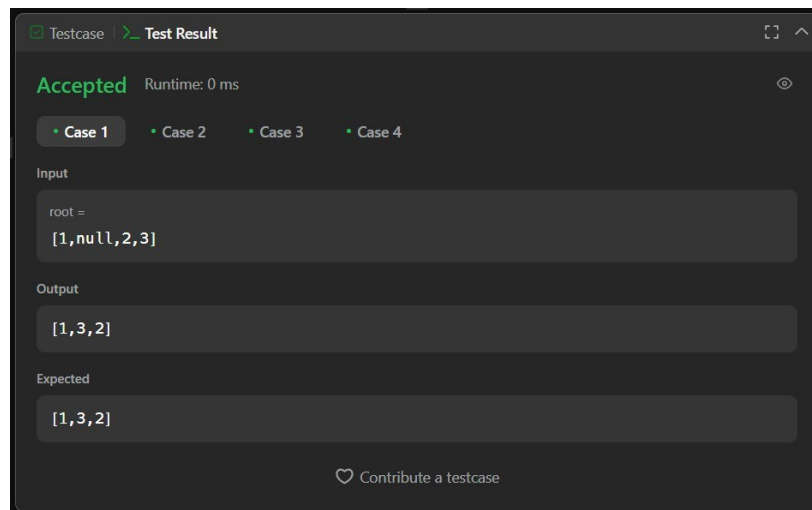 Testcase >_ Test Result
Accepted Runtime: 0 ms
• Case 1 • Case 2 • Case 3 • Case 4
Input
root =
[1,null,2,3]
Output
[1,3,2]
Expected
[1,3,2]
Contribute a testcase